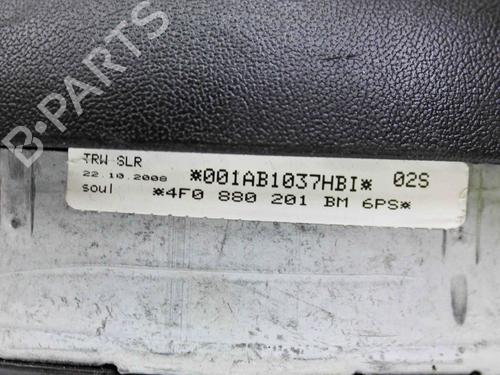 B-PARTS
TRW SLR
22.10.2008 *001AB1037HBI* 02S
soul *4F0 880 201 BM 6PS*